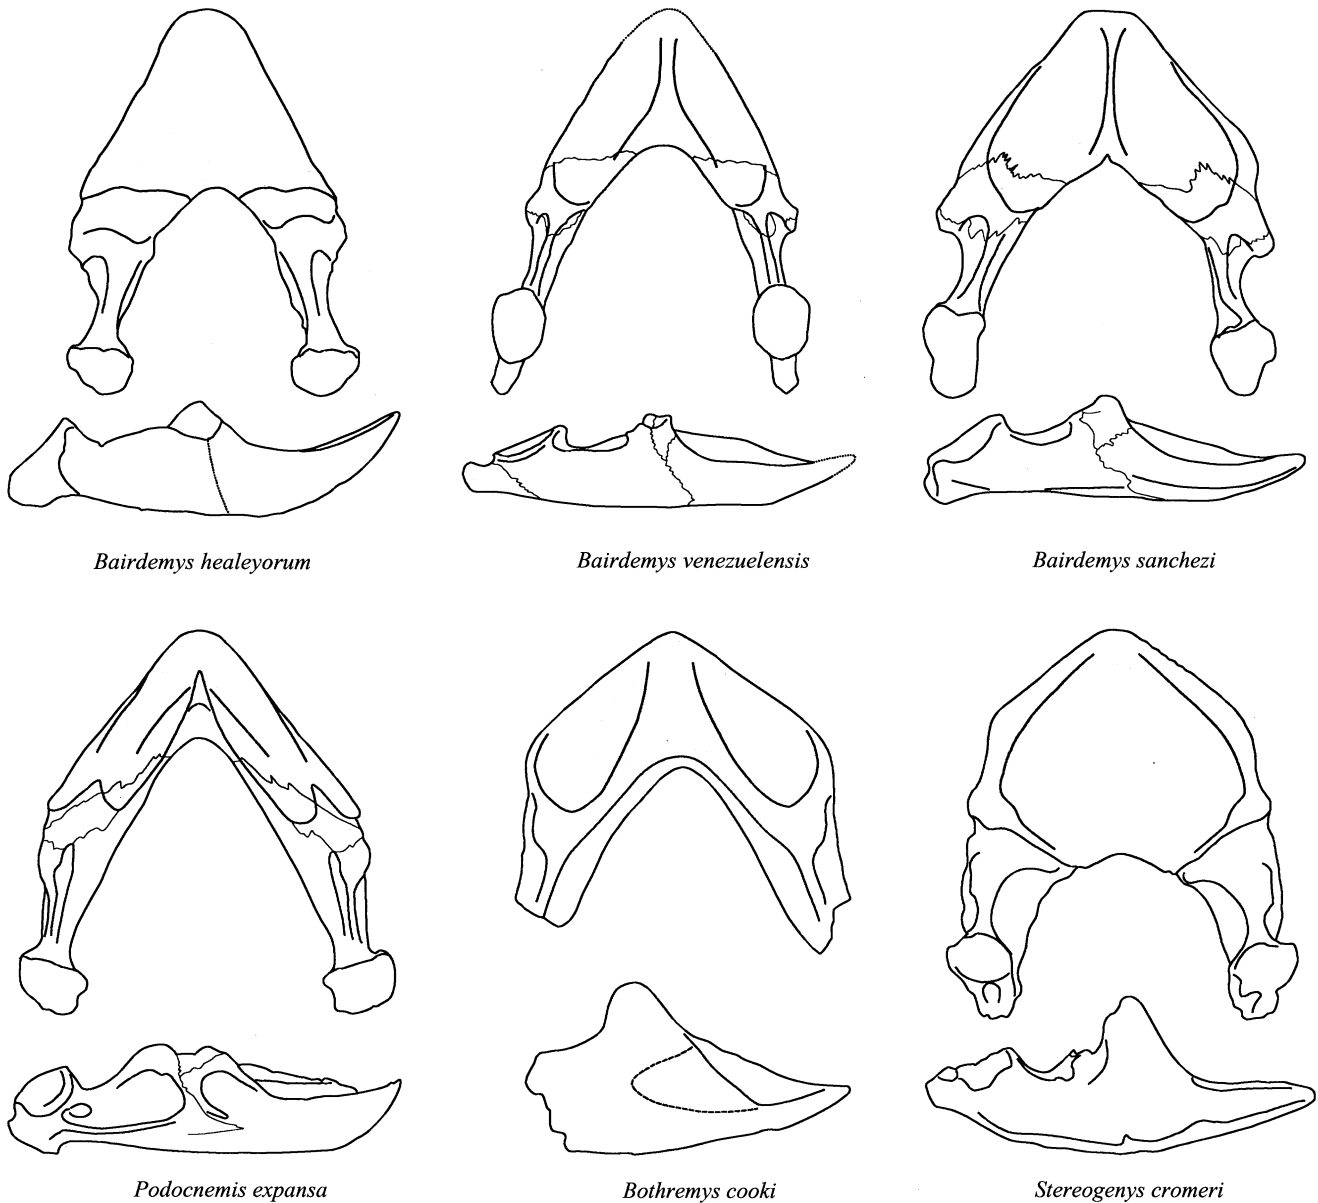 Bairdemys healeyorum
Bairdemys venezuelensis
Bairdemys sanchezi
Podocnemis expansa
Bothremys cooki
Stereogenys cromeri